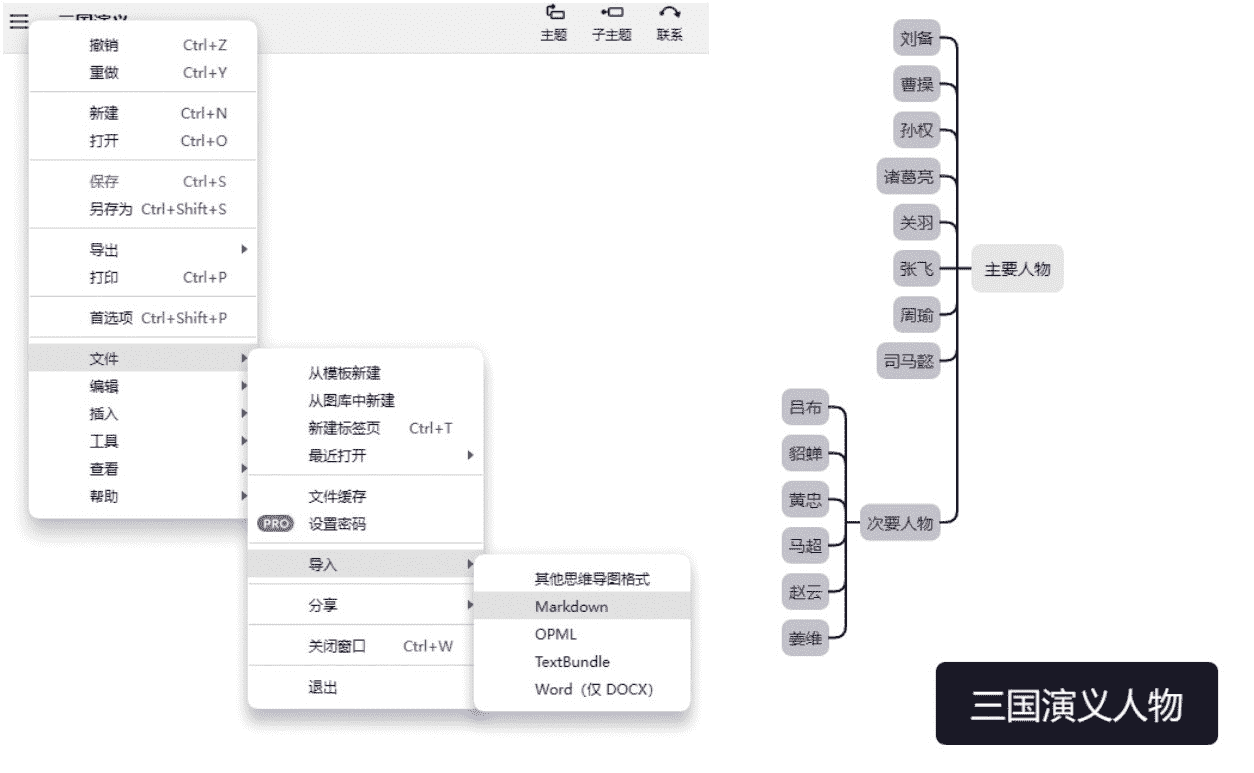 三国演义
主题
子主题
联系
撤销 Ctrl+Z
重做 Ctrl+Y
新建 Ctrl+N
打开 Ctrl+O
保存 Ctrl+S
另存为 Ctrl+Shift+S
导出
打印 Ctrl+P
首选项 Ctrl+Shift+P
文件
编辑
插入
工具
查看
帮助
从模板新建
从图库中新建
新建标签页 Ctrl+T
最近打开
文件缓存
PRO 设置密码
导入
分享
关闭窗口 Ctrl+W
退出
其他思维导图格式
Markdown
OPML
TextBundle
Word（仅 DOCX）
刘备
曹操
孙权
诸葛亮
关羽
张飞
周瑜
司马懿
主要人物
吕布
貂蝉
黄忠
马超
赵云
姜维
次要人物
三国演义人物